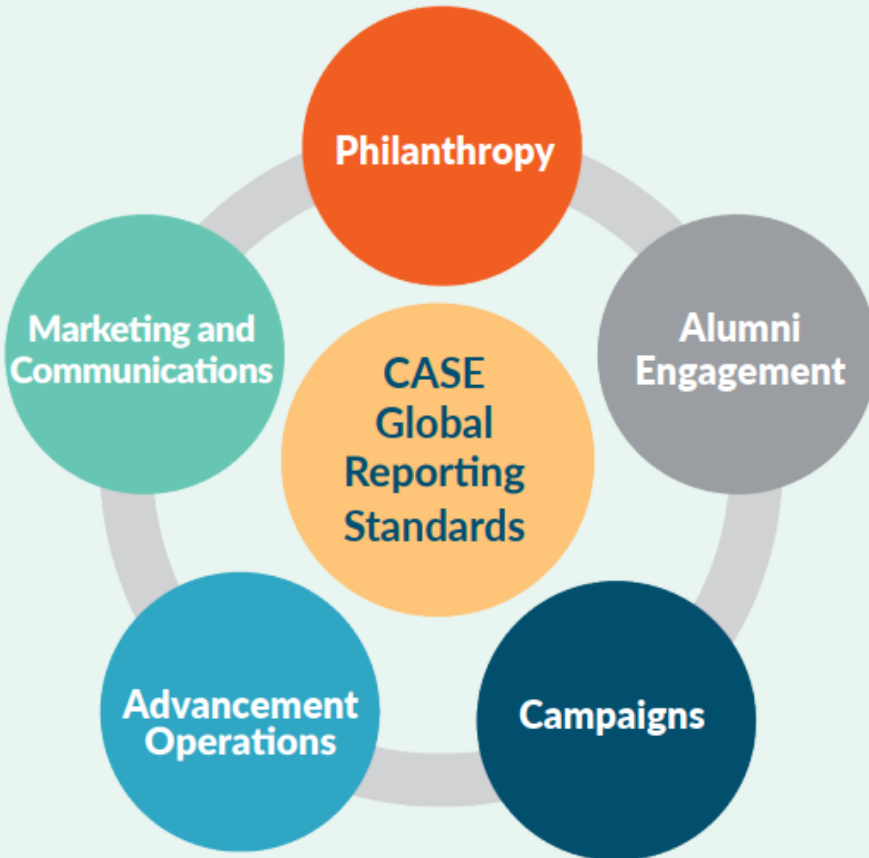 Philanthropy
Marketing and
Communications
Alumni
Engagement
CASE
Global
Reporting
Standards
Advancement
Operations
Campaigns